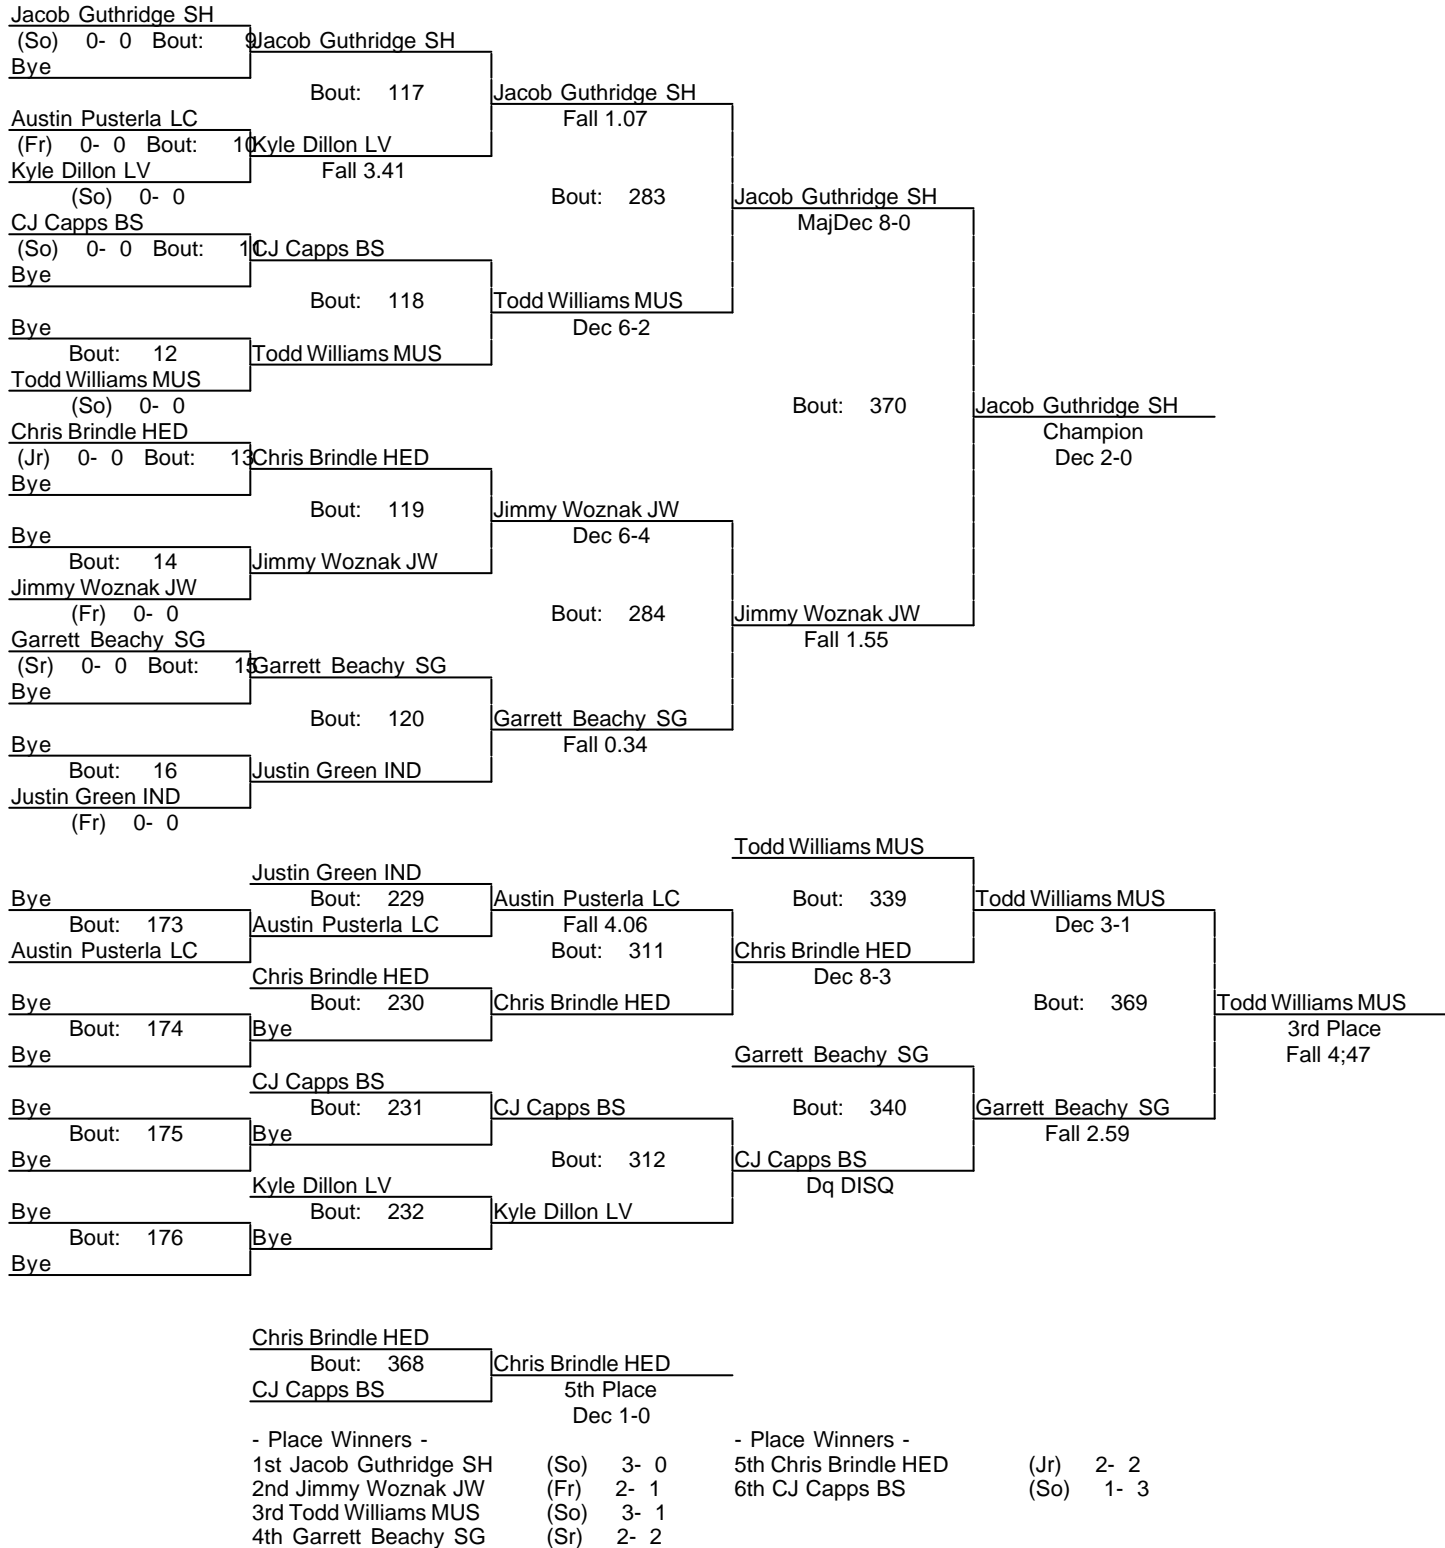 Jacob Guthridge SH
(So) 0- 0 Bout: 9 Jacob Guthridge SH
Bye
Bout: 117 Jacob Guthridge SH
Austin Pusterla LC Fall 1.07
(Fr) 0- 0 Bout: 10 Kyle Dillon LV
Kyle Dillon LV Fall 3.41
(So) 0- 0 Bout: 283 Jacob Guthridge SH
CJ Capps BS MajDec 8-0
(So) 0- 0 Bout: 11 CJ Capps BS
Bye
Bout: 118 Todd Williams MUS
Bye Dec 6-2
Bout: 12 Todd Williams MUS
Todd Williams MUS
(So) 0- 0 Bout: 370 Jacob Guthridge SH
Chris Brindle HED Champion
(Jr) 0- 0 Bout: 13 Chris Brindle HED Dec 2-0
Bye
Bout: 119 Jimmy Woznak JW
Bye Dec 6-4
Bout: 14 Jimmy Woznak JW
Jimmy Woznak JW
(Fr) 0- 0 Bout: 284 Jimmy Woznak JW
Garrett Beachy SG Fall 1.55
(Sr) 0- 0 Bout: 15 Garrett Beachy SG
Bye
Bout: 120 Garrett Beachy SG
Bye Fall 0.34
Bout: 16 Justin Green IND
Justin Green IND
(Fr) 0- 0
Todd Williams MUS
Justin Green IND
Bye Bout: 229 Austin Pusterla LC Bout: 339 Todd Williams MUS
Bout: 173 Austin Pusterla LC Fall 4.06 Dec 3-1
Austin Pusterla LC Bout: 311 Chris Brindle HED
Chris Brindle HED Dec 8-3
Bye Bout: 230 Chris Brindle HED Bout: 369 Todd Williams MUS
Bout: 174 Bye 3rd Place
Bye Garrett Beachy SG Fall 4;47
CJ Capps BS
Bye Bout: 231 CJ Capps BS Bout: 340 Garrett Beachy SG
Bout: 175 Bye Fall 2.59
Bye Bout: 312 CJ Capps BS
Kyle Dillon LV Dq DISQ
Bye Bout: 232 Kyle Dillon LV
Bout: 176 Bye
Bye
Chris Brindle HED
Bout: 368 Chris Brindle HED
CJ Capps BS 5th Place
Dec 1-0
- Place Winners - - Place Winners -
1st Jacob Guthridge SH (So) 3- 0 5th Chris Brindle HED (Jr) 2- 2
2nd Jimmy Woznak JW (Fr) 2- 1 6th CJ Capps BS (So) 1- 3
3rd Todd Williams MUS (So) 3- 1
4th Garrett Beachy SG (Sr) 2- 2